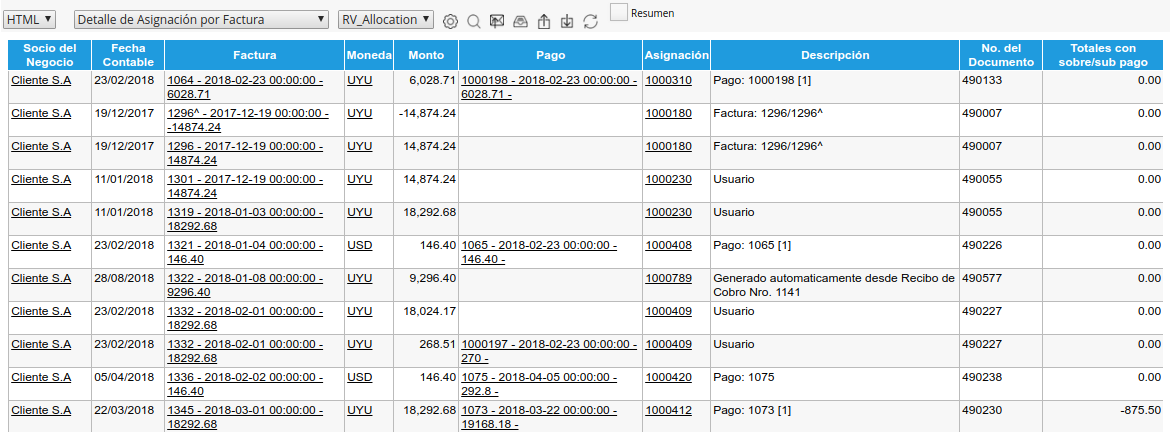 HTML Detalle de Asignación por Factura RV_Allocation Resumen
Socio del Negocio Fecha Contable Factura Moneda Monto Pago Asignación Descripción No. del Documento Totales con sobre/sub pago
Cliente S.A 23/02/2018 1064 - 2018-02-23 00:00:00 - UYU 6,028.71 1000198 - 2018-02-23 00:00:00 - 1000310 Pago: 1000198 [1] 490133 0.00
6028.71 6028.71 -
Cliente S.A 19/12/2017 1296^ - 2017-12-19 00:00:00 - UYU -14,874.24 1000180 Factura: 1296/1296^ 490007 0.00
-14874.24
Cliente S.A 19/12/2017 1296 - 2017-12-19 00:00:00 - UYU 14,874.24 1000180 Factura: 1296/1296^ 490007 0.00
14874.24
Cliente S.A 11/01/2018 1301 - 2017-12-19 00:00:00 - UYU 14,874.24 1000230 Usuario 490055 0.00
14874.24
Cliente S.A 11/01/2018 1319 - 2018-01-03 00:00:00 - UYU 18,292.68 1000230 Usuario 490055 0.00
18292.68
Cliente S.A 23/02/2018 1321 - 2018-01-04 00:00:00 - USD 146.40 1065 - 2018-02-23 00:00:00 - 1000408 Pago: 1065 [1] 490226 0.00
146.40 146.40 -
Cliente S.A 28/08/2018 1322 - 2018-01-08 00:00:00 - UYU 9,296.40 1000789 Generado automaticamente desde Recibo de 490577 0.00
9296.40 Cobro Nro. 1141
Cliente S.A 23/02/2018 1332 - 2018-02-01 00:00:00 - UYU 18,024.17 1000409 Usuario 490227 0.00
18292.68
Cliente S.A 23/02/2018 1332 - 2018-02-01 00:00:00 - UYU 268.51 1000197 - 2018-02-23 00:00:00 - 1000409 Usuario 490227 0.00
18292.68 270 -
Cliente S.A 05/04/2018 1336 - 2018-02-02 00:00:00 - USD 146.40 1075 - 2018-04-05 00:00:00 - 1000420 Pago: 1075 490238 0.00
146.40 292.8 -
Cliente S.A 22/03/2018 1345 - 2018-03-01 00:00:00 - UYU 18,292.68 1073 - 2018-03-22 00:00:00 - 1000412 Pago: 1073 [1] 490230 -875.50
18292.68 19168.18 -